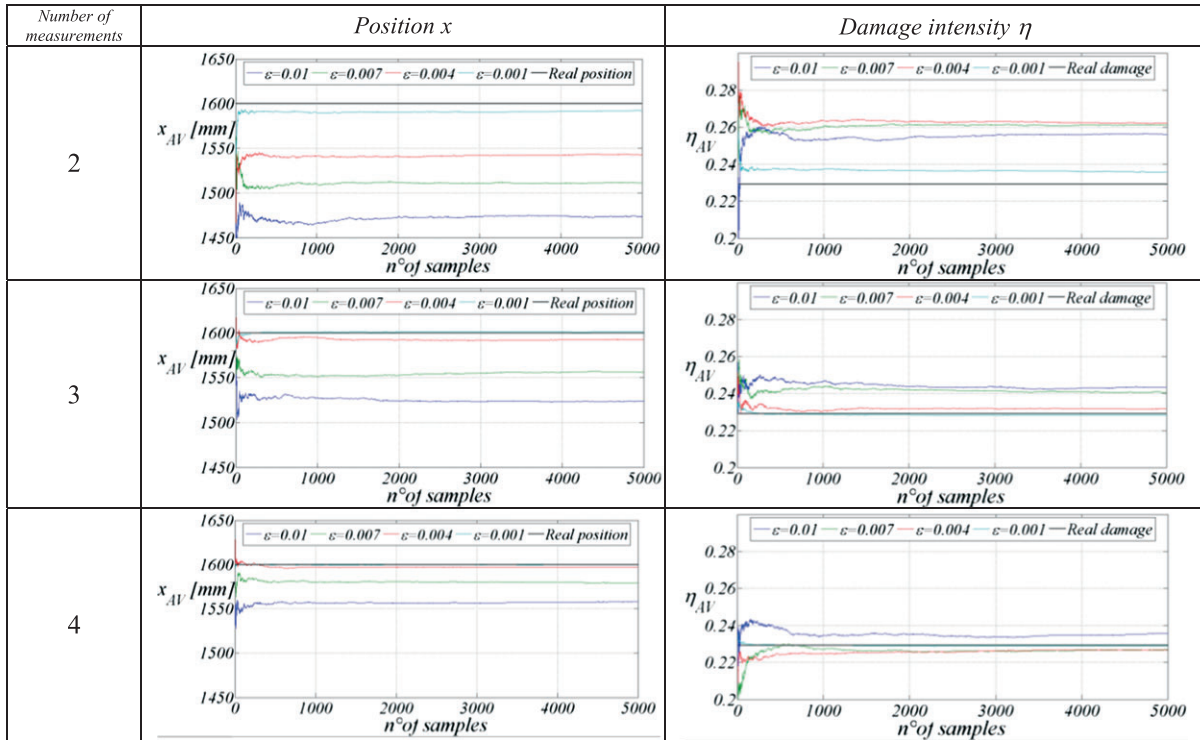 Number of measurements
Position x
Damage intensity η
2
ε=0.01 ε=0.007 ε=0.004 ε=0.001 Real position
x_AV [mm]
1650
1600
1550
1500
1450
0 1000 2000 3000 4000 5000
n°of samples
ε=0.01 ε=0.007 ε=0.004 ε=0.001 Real damage
η_AV
0.28
0.26
0.24
0.22
0.2
0 1000 2000 3000 4000 5000
n°of samples
3
ε=0.01 ε=0.007 ε=0.004 ε=0.001 Real position
x_AV [mm]
1650
1600
1550
1500
1450
0 1000 2000 3000 4000 5000
n°of samples
ε=0.01 ε=0.007 ε=0.004 ε=0.001 Real damage
η_AV
0.28
0.26
0.24
0.22
0.2
0 1000 2000 3000 4000 5000
n°of samples
4
ε=0.01 ε=0.007 ε=0.004 ε=0.001 Real position
x_AV [mm]
1650
1600
1550
1500
1450
0 1000 2000 3000 4000 5000
n°of samples
ε=0.01 ε=0.007 ε=0.004 ε=0.001 Real damage
η_AV
0.28
0.26
0.24
0.22
0.2
0 1000 2000 3000 4000 5000
n°of samples